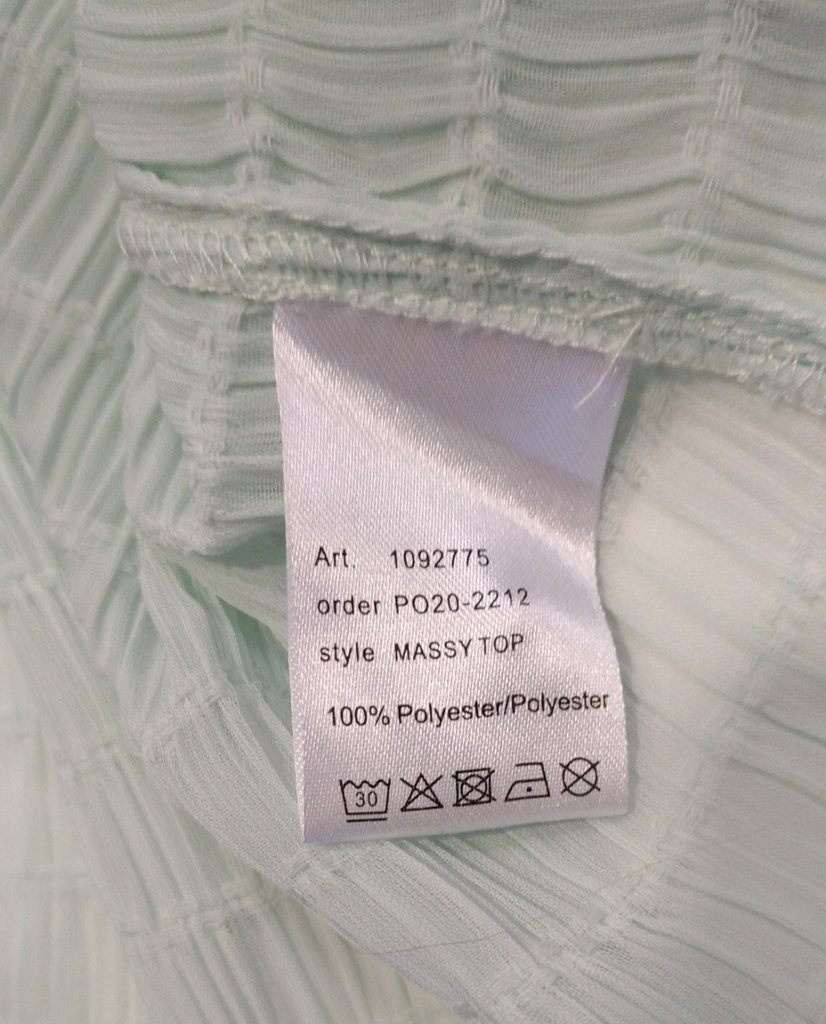 Art. 1092775
order PO20-2212
style MASSY TOP
100% Polyester/Polyester
30